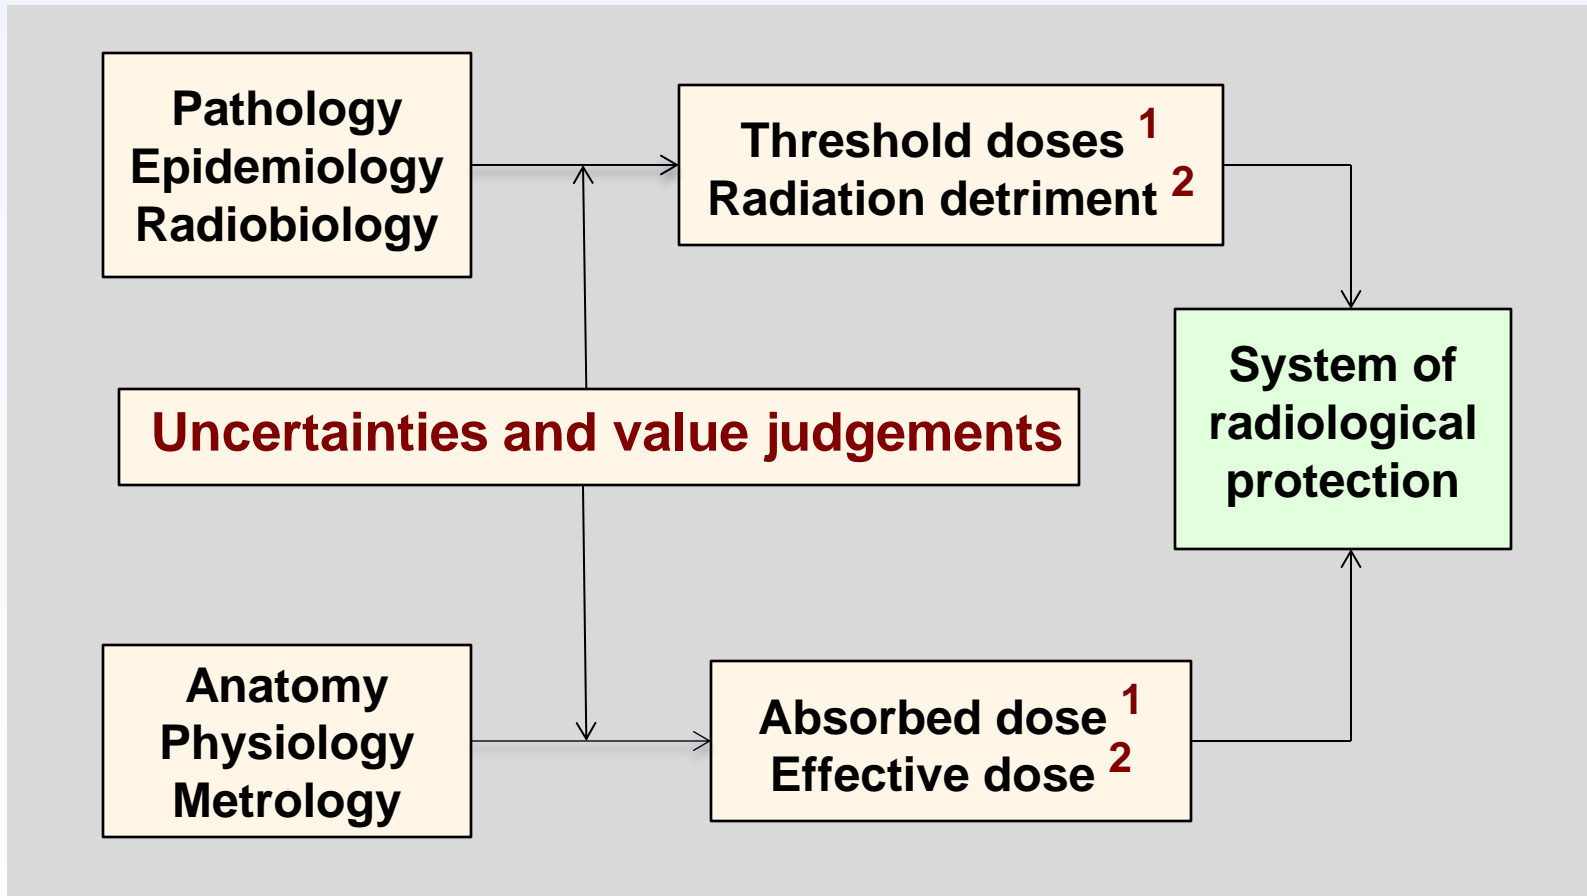 Pathology
Epidemiology
Radiobiology
Threshold doses 1
Radiation detriment 2
Uncertainties and value judgements
System of
radiological
protection
Anatomy
Physiology
Metrology
Absorbed dose 1
Effective dose 2